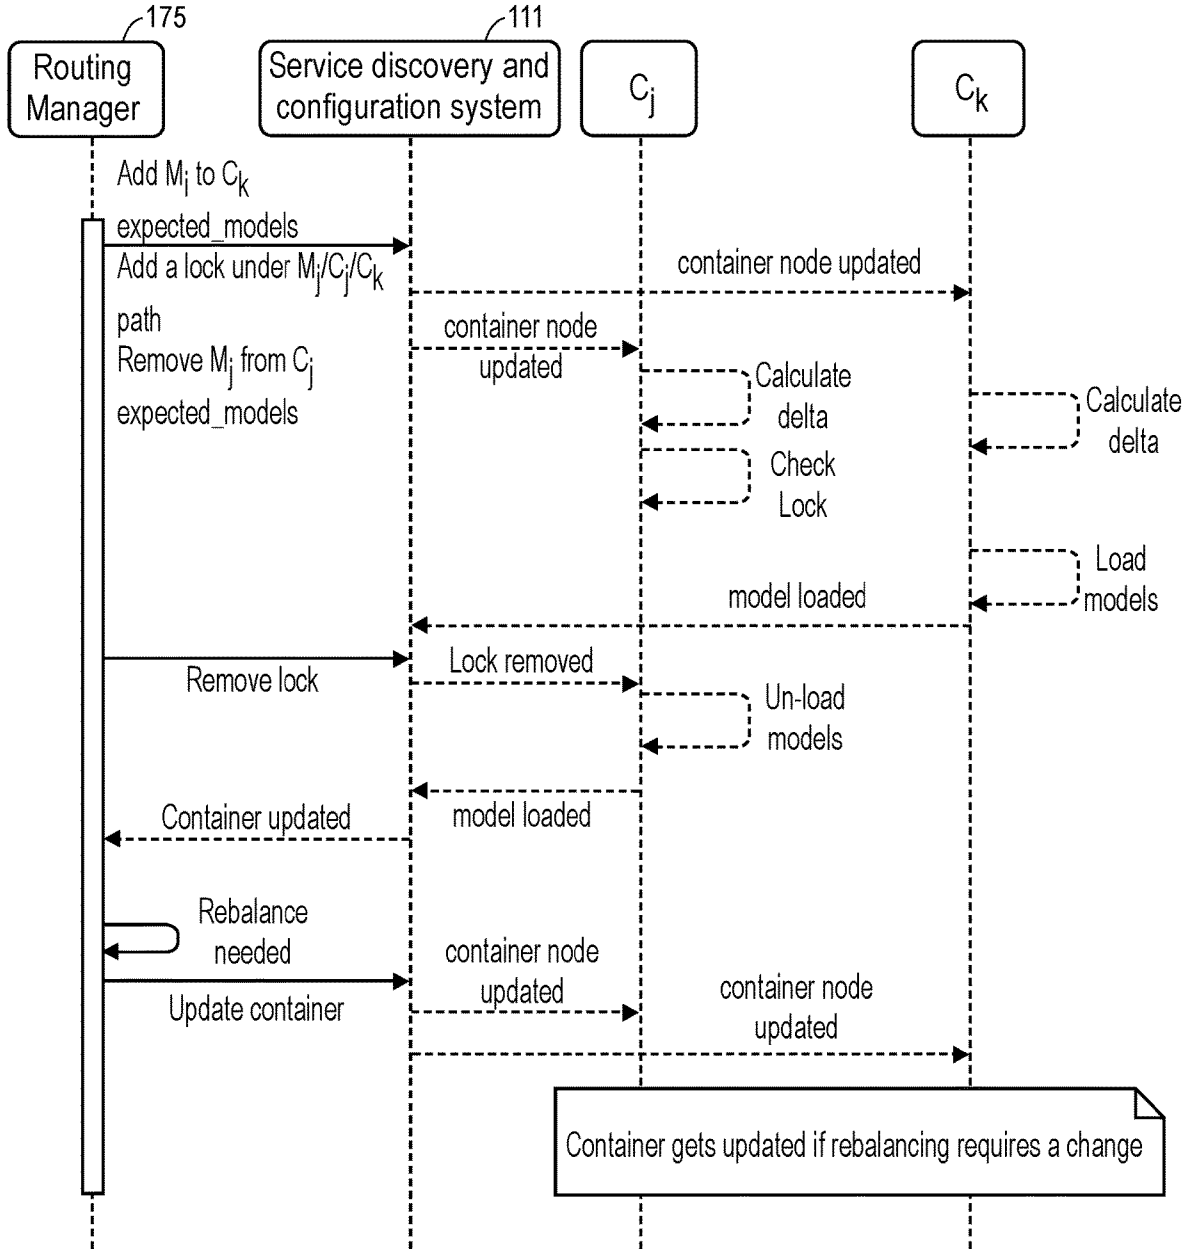 175
111
Routing
Manager
Service discovery and
configuration system
Cj
Ck
Add Mj to Ck
expected_models
Add a lock under Mj/Cj/Ck
path
Remove Mj from Cj
expected_models
container node updated
container node
updated
Calculate
delta
Calculate
delta
Check
Lock
Load
models
model loaded
Remove lock
Lock removed
Un-load
models
model loaded
Container updated
Rebalance
needed
Update container
container node
updated
container node
updated
Container gets updated if rebalancing requires a change